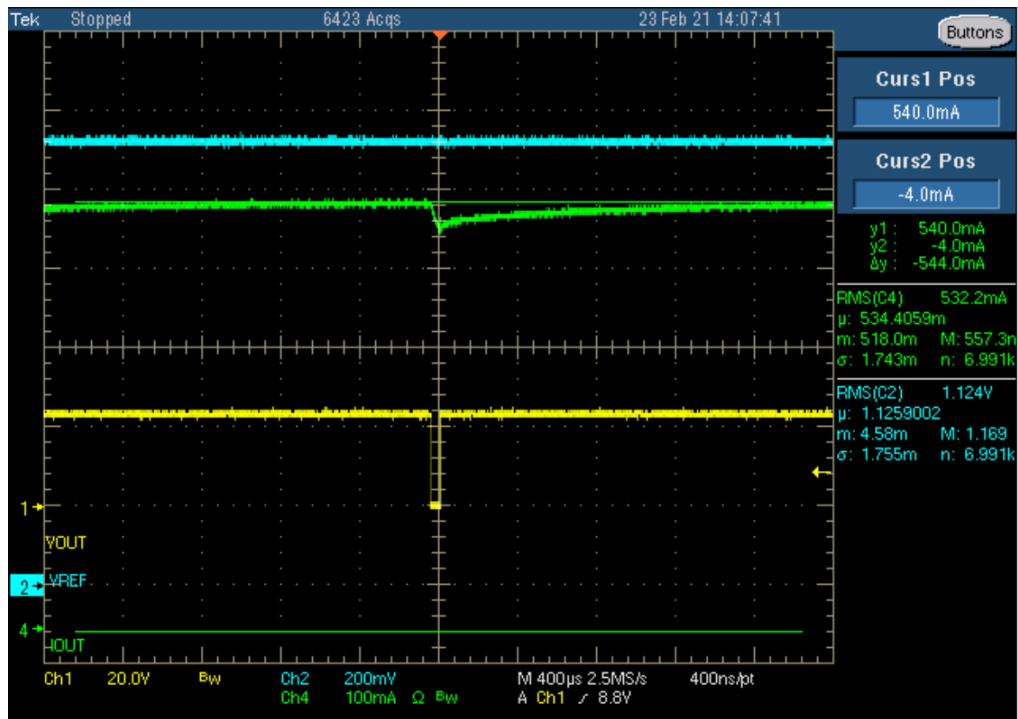 Tek Stopped 6423 Acqs 23 Feb 21 14:07:41
Buttons
Curs1 Pos
540.0mA
Curs2 Pos
-4.0mA
y1 : 540.0mA
y2 : -4.0mA
Δy : -544.0mA
RMS(C4) 532.2mA
µ: 534.4059m
m: 518.0m M: 557.3m
σ: 1.743m n: 6.991k
RMS(C2) 1.124V
µ: 1.1259002
m: 4.58m M: 1.169
σ: 1.755m n: 6.991k
1
VOUT
2 VREF
4
IOUT
Ch1 20.0V Bw Ch2 200mV M 400µs 2.5MS/s 400ns/pt
Ch4 100mA Ω Bw A Ch1 / 8.8V